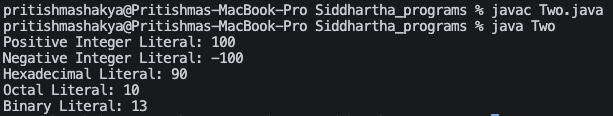 pritishmashakya@Pritishmas-MacBook-Pro Siddhartha_programs % javac Two.java
pritishmashakya@Pritishmas-MacBook-Pro Siddhartha_programs % java Two
Positive Integer Literal: 100
Negative Integer Literal: -100
Hexadecimal Literal: 90
Octal Literal: 10
Binary Literal: 13